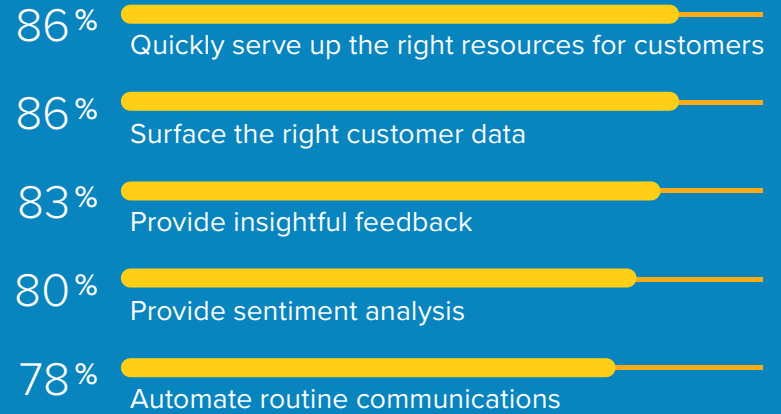 86%
Quickly serve up the right resources for customers
86%
Surface the right customer data
83%
Provide insightful feedback
80%
Provide sentiment analysis
78%
Automate routine communications